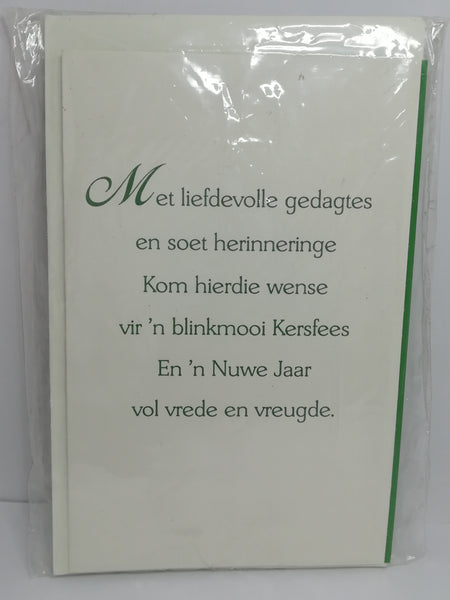 Met liefdevolle gedagtes
en soet herinneringe
Kom hierdie wense
vir 'n blinkmooi Kersfees
En 'n Nuwe Jaar
vol vrede en vreugde.